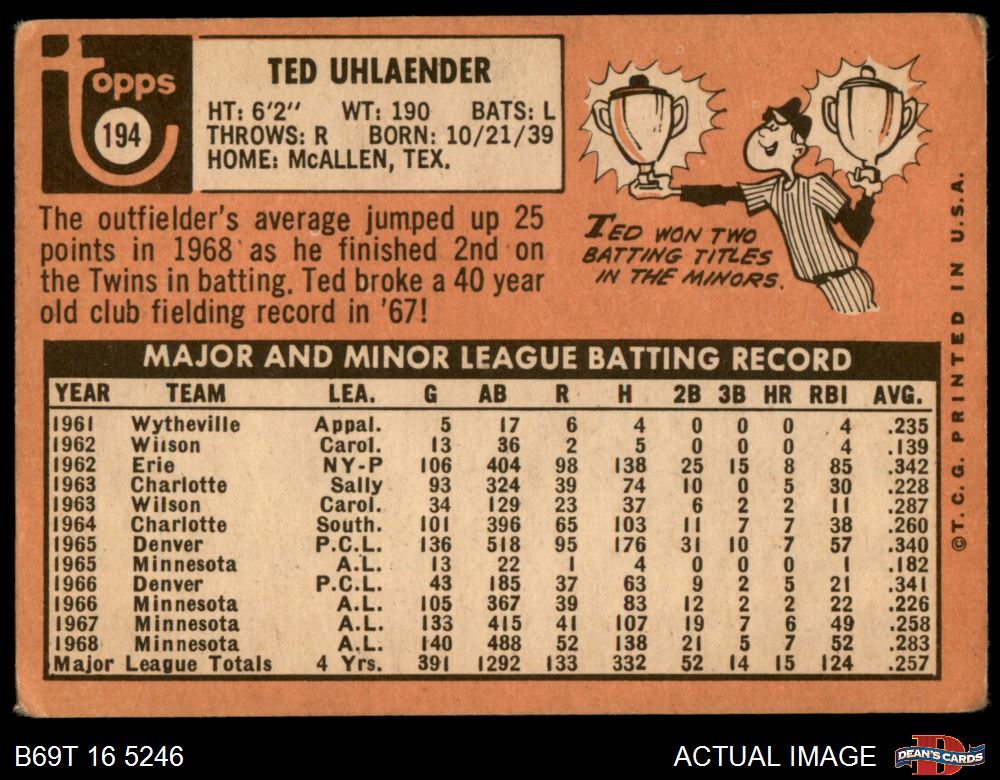 Topps
194
TED UHLAENDER
HT: 6'2" WT: 190 BATS: L
THROWS: R BORN: 10/21/39
HOME: McALLEN, TEX.
The outfielder's average jumped up 25
points in 1968 as he finished 2nd on
the Twins in batting. Ted broke a 40 year
old club fielding record in '67!
TED WON TWO
BATTING TITLES
IN THE MINORS.
MAJOR AND MINOR LEAGUE BATTING RECORD
YEAR TEAM LEA. G AB R H 2B 3B HR RBI AVG.
1961 Wytheville Appal. 5 17 6 4 0 0 0 4 .235
1962 Wilson Carol. 13 36 2 5 0 0 0 4 .139
1962 Erie NY-P 106 404 98 138 25 15 8 85 .342
1963 Charlotte Sally 93 324 39 74 10 0 5 30 .228
1963 Wilson Carol. 34 129 23 37 6 2 2 11 .287
1964 Charlotte South. 101 396 65 103 11 7 7 38 .260
1965 Denver P.C.L. 136 518 95 176 31 10 7 57 .340
1965 Minnesota A.L. 13 22 1 4 0 0 0 1 .182
1966 Denver P.C.L. 43 185 37 63 9 2 5 21 .341
1966 Minnesota A.L. 105 367 39 83 12 2 2 22 .226
1967 Minnesota A.L. 133 415 41 107 19 7 6 49 .258
1968 Minnesota A.L. 140 488 52 138 21 5 7 52 .283
Major League Totals 4 Yrs. 391 1292 133 332 52 14 15 124 .257
©T. C. G. PRINTED IN U.S.A.
B69T 16 5246
ACTUAL IMAGE
D
DEAN'S CARDS